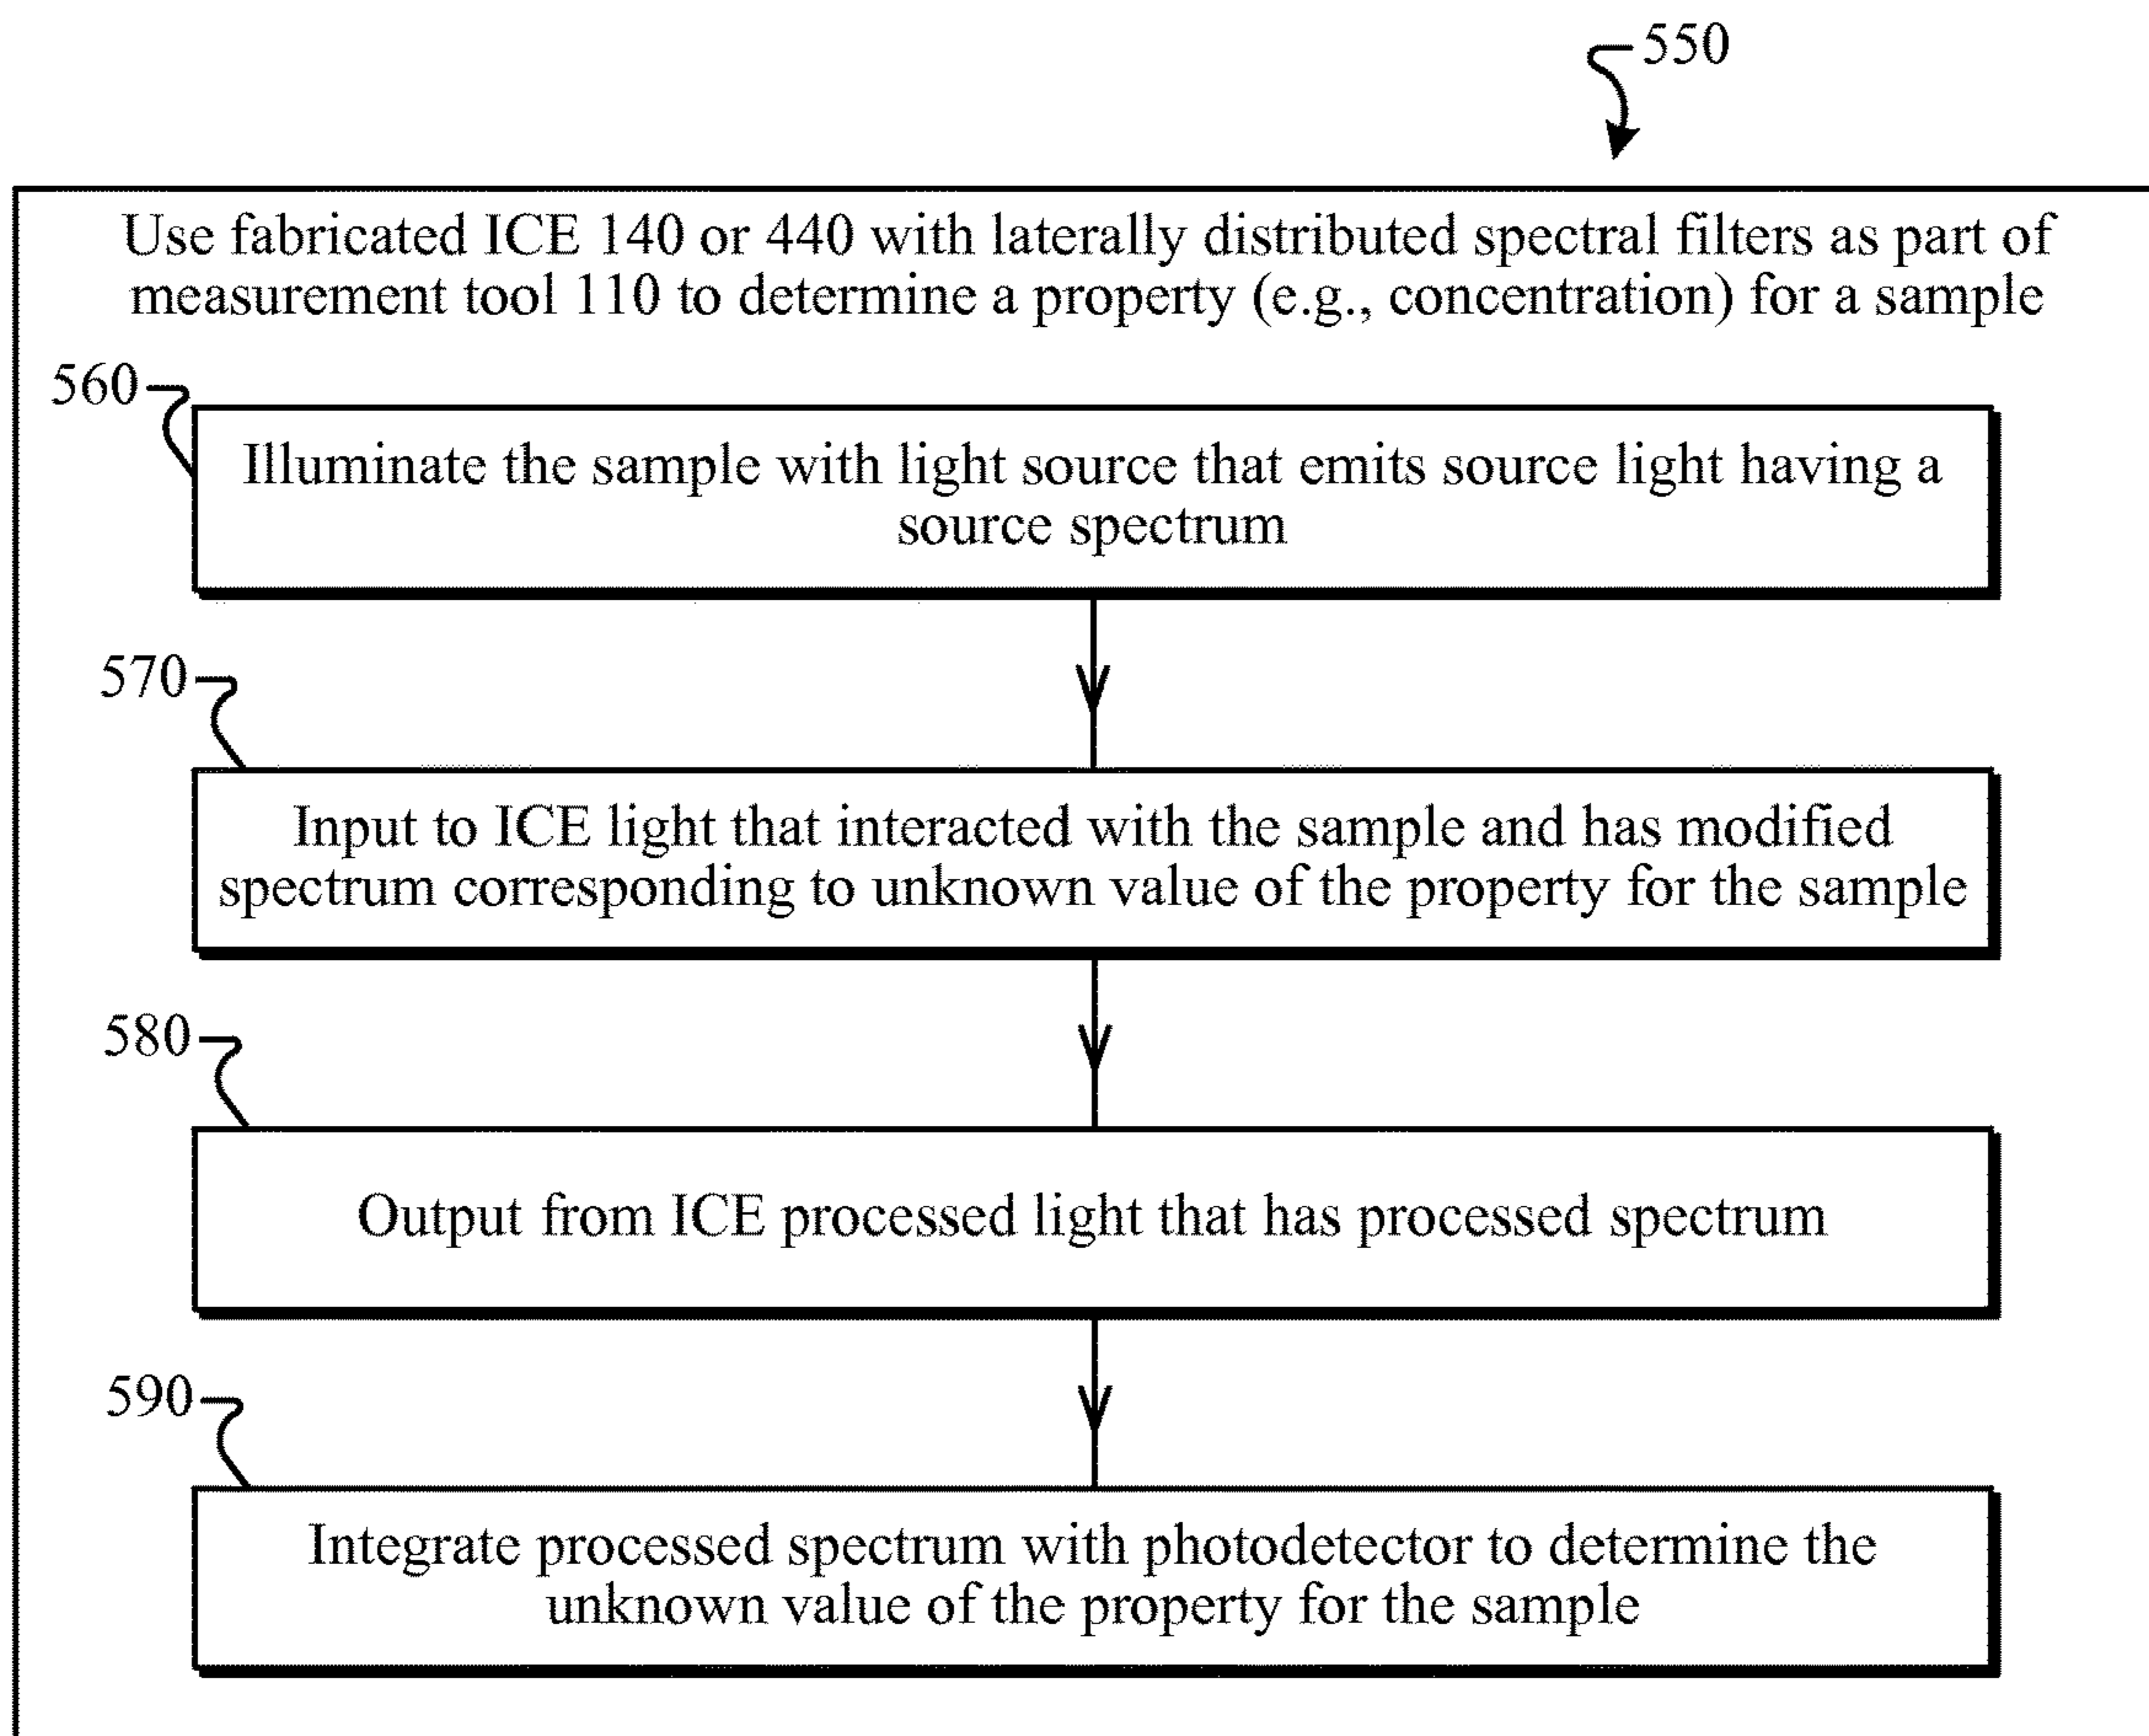 550
Use fabricated ICE 140 or 440 with laterally distributed spectral filters as part of
measurement tool 110 to determine a property (e.g., concentration) for a sample
560
Illuminate the sample with light source that emits source light having a
source spectrum
570
Input to ICE light that interacted with the sample and has modified
spectrum corresponding to unknown value of the property for the sample
580
Output from ICE processed light that has processed spectrum
590
Integrate processed spectrum with photodetector to determine the
unknown value of the property for the sample